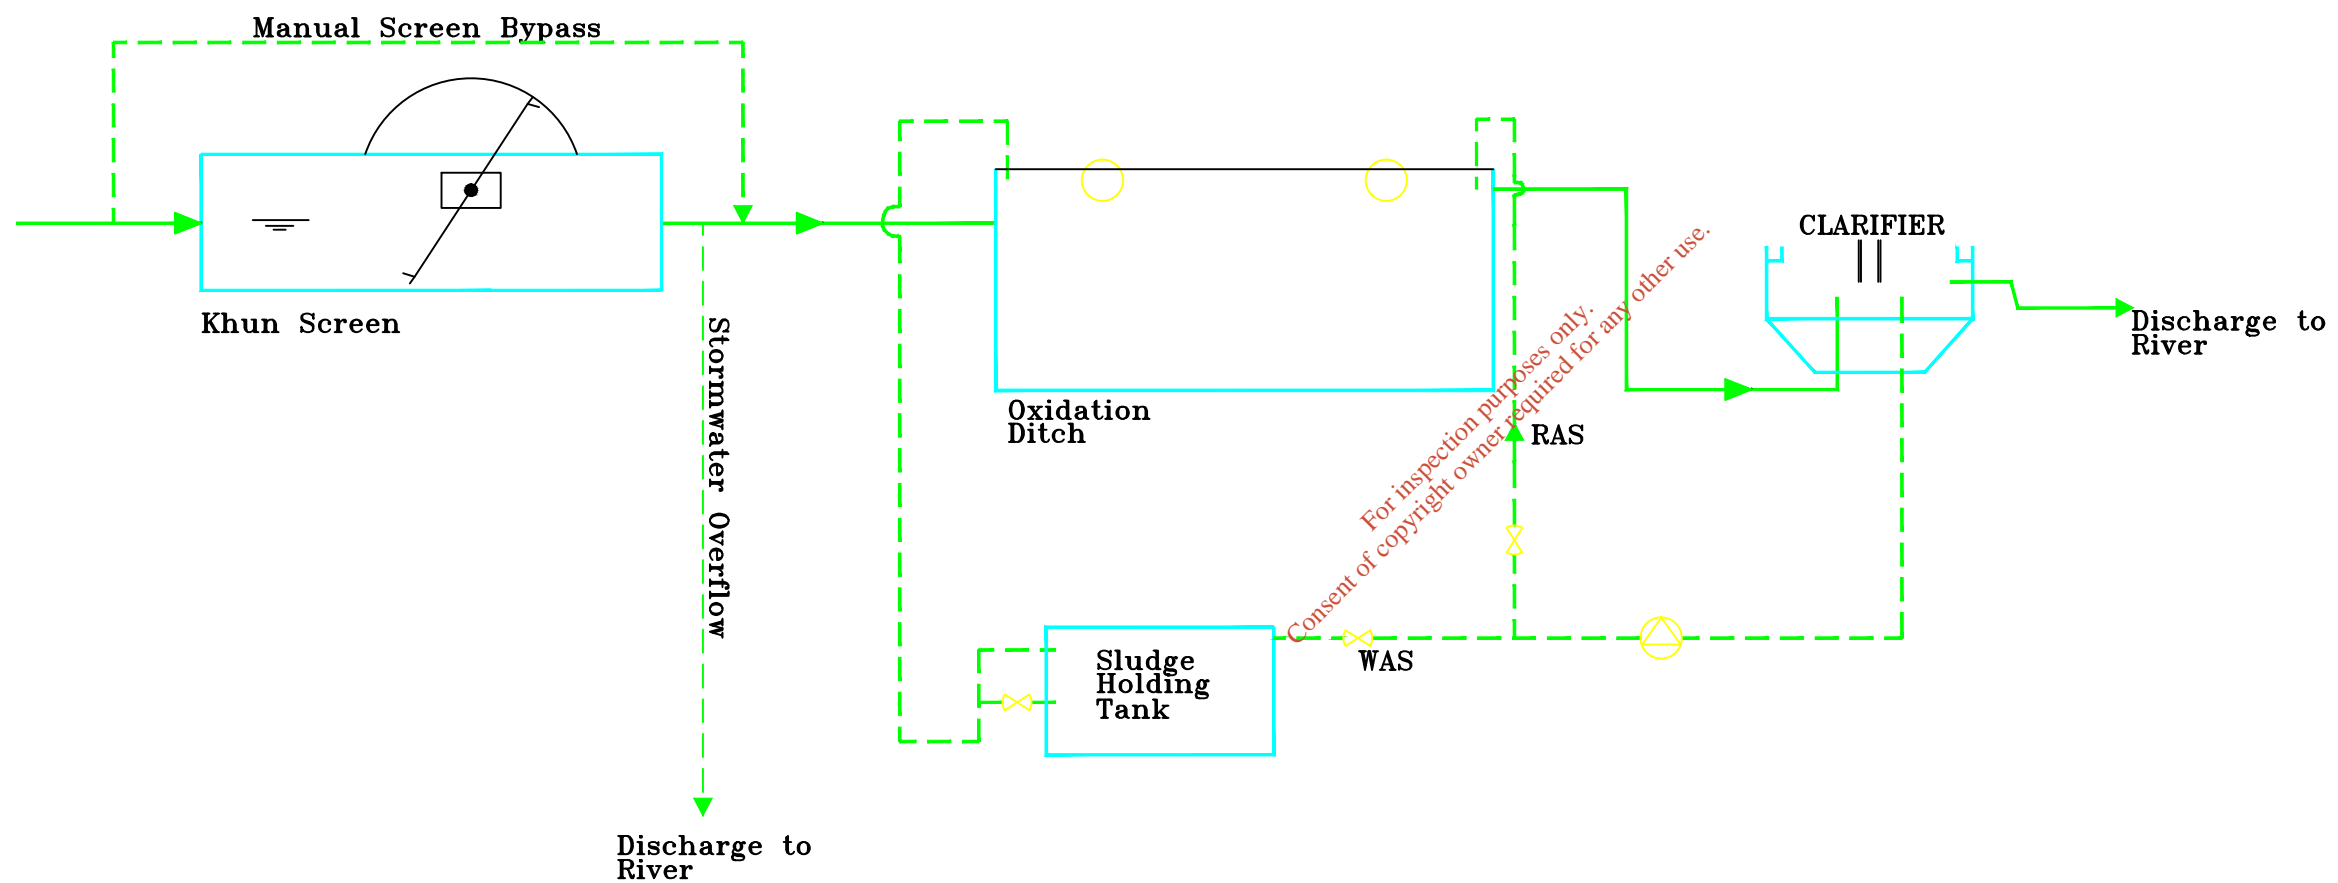 Manual Screen Bypass
Khun Screen
Stormwater Overflow
Discharge to
River
Oxidation
Ditch
RAS
CLARIFIER
Discharge to
River
Sludge
Holding
Tank
WAS
For inspection purposes only.
Consent of copyright owner required for any other use.